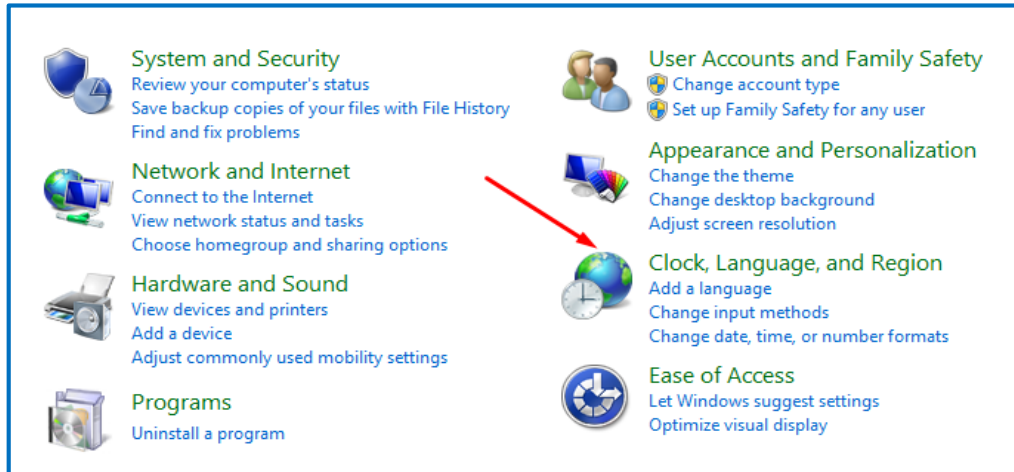 System and Security
Review your computer's status
Save backup copies of your files with File History
Find and fix problems
Network and Internet
Connect to the Internet
View network status and tasks
Choose homegroup and sharing options
Hardware and Sound
View devices and printers
Add a device
Adjust commonly used mobility settings
Programs
Uninstall a program
User Accounts and Family Safety
Change account type
Set up Family Safety for any user
Appearance and Personalization
Change the theme
Change desktop background
Adjust screen resolution
Clock, Language, and Region
Add a language
Change input methods
Change date, time, or number formats
Ease of Access
Let Windows suggest settings
Optimize visual display